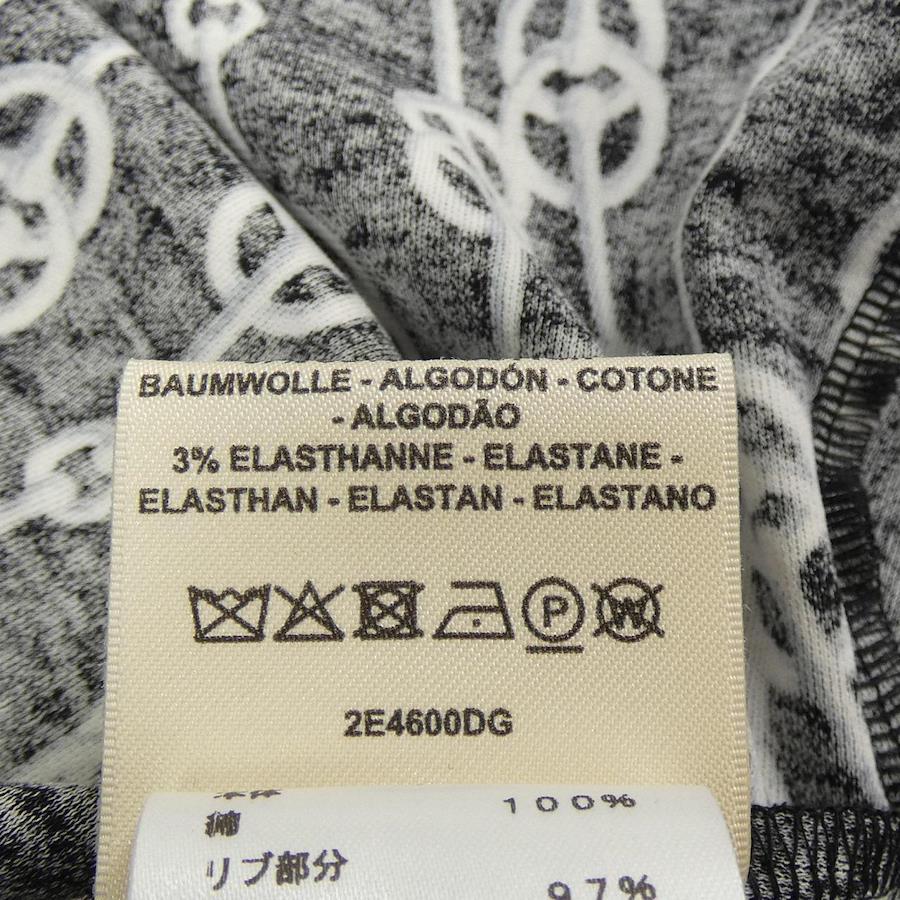 BAUMWOLLE - ALGODÓN - COTONE
- ALGODÃO
3% ELASTHANNE - ELASTANE -
ELASTHAN - ELASTAN - ELASTANO
P W
2E4600DG
100%
綿
リブ部分
97%